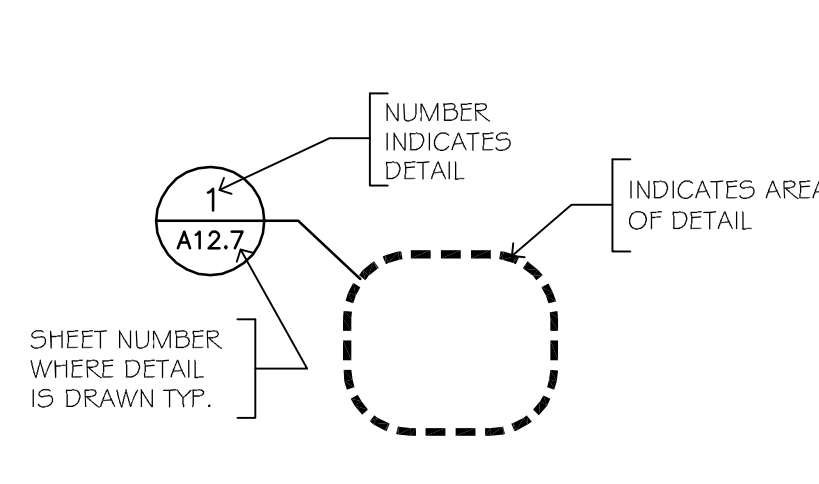 NUMBER
INDICATES
DETAIL
1
A12.7
INDICATES AREA
OF DETAIL
SHEET NUMBER
WHERE DETAIL
IS DRAWN TYP.